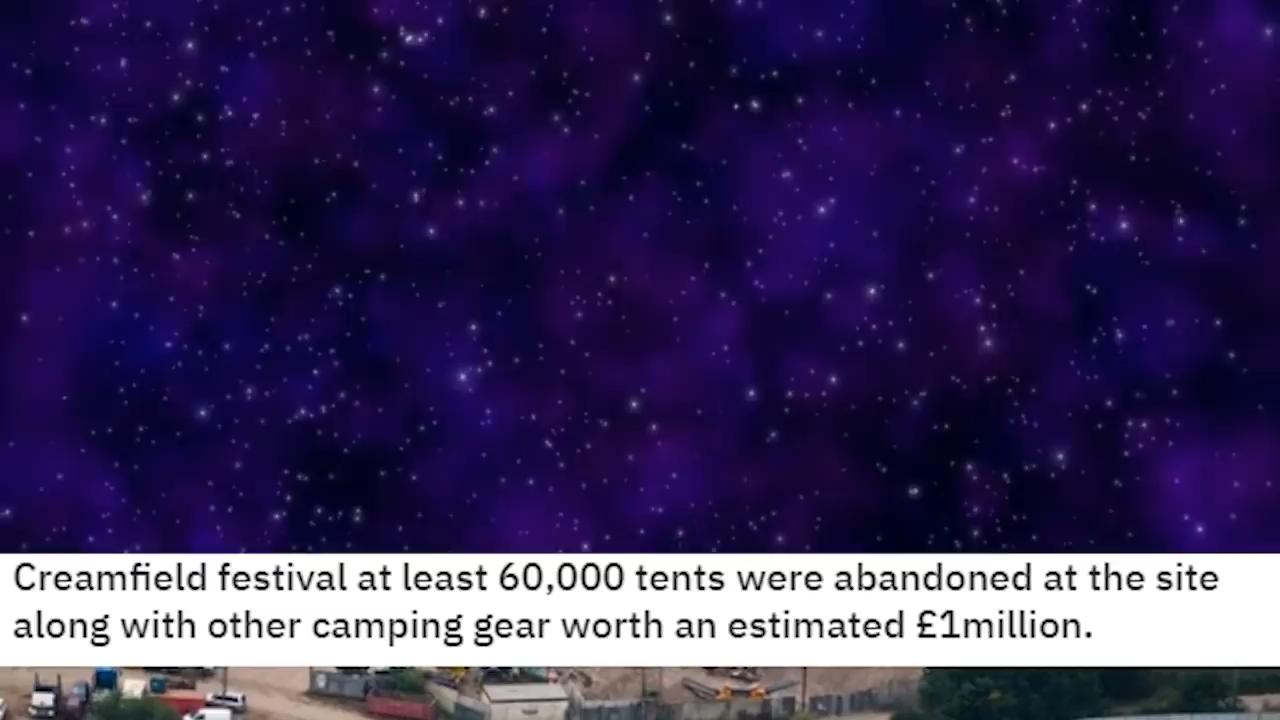 Creamfield festival at least 60,000 tents were abandoned at the site
along with other camping gear worth an estimated £1million.